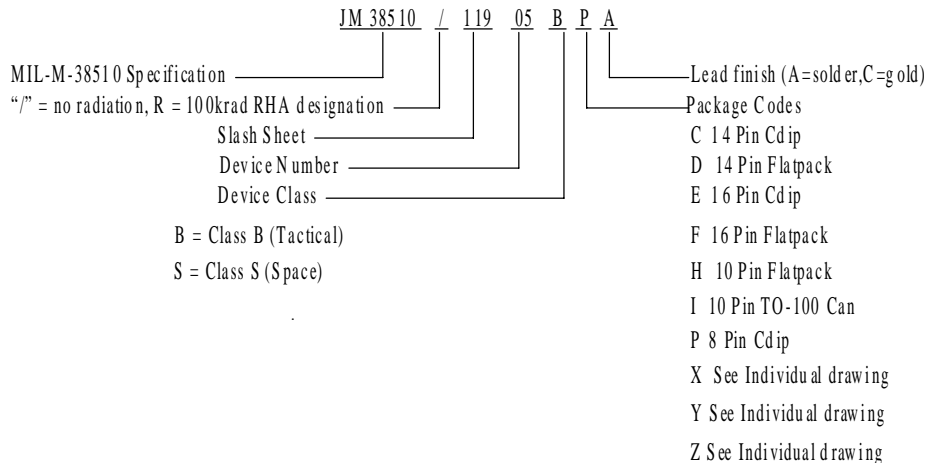 JM 38510 / 119 05 B P A
MIL-M-38510 Specification
Lead finish (A=solder,C=gold)
“/” = no radiation, R = 100krad RHA designation
Package Codes
Slash Sheet
C 14 Pin Cdip
Device Number
D 14 Pin Flatpack
Device Class
E 16 Pin Cdip
B = Class B (Tactical)
F 16 Pin Flatpack
S = Class S (Space)
H 10 Pin Flatpack
I 10 Pin TO-100 Can
.
P 8 Pin Cdip
X See Individual drawing
Y See Individual drawing
Z See Individual drawing